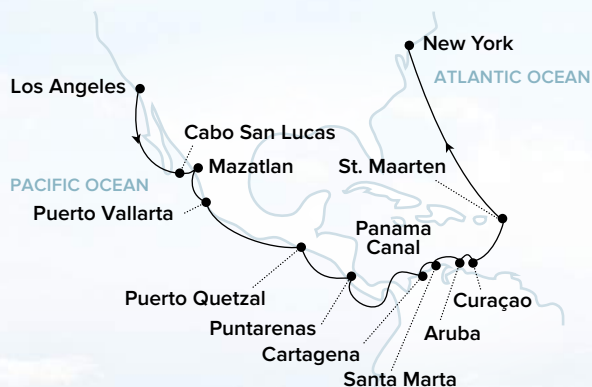 New York
ATLANTIC OCEAN
Los Angeles
Cabo San Lucas
Mazatlan
St. Maarten
PACIFIC OCEAN
Puerto Vallarta
Panama
Canal
Puerto Quetzal
Curaçao
Puntarenas
Aruba
Cartagena
Santa Marta